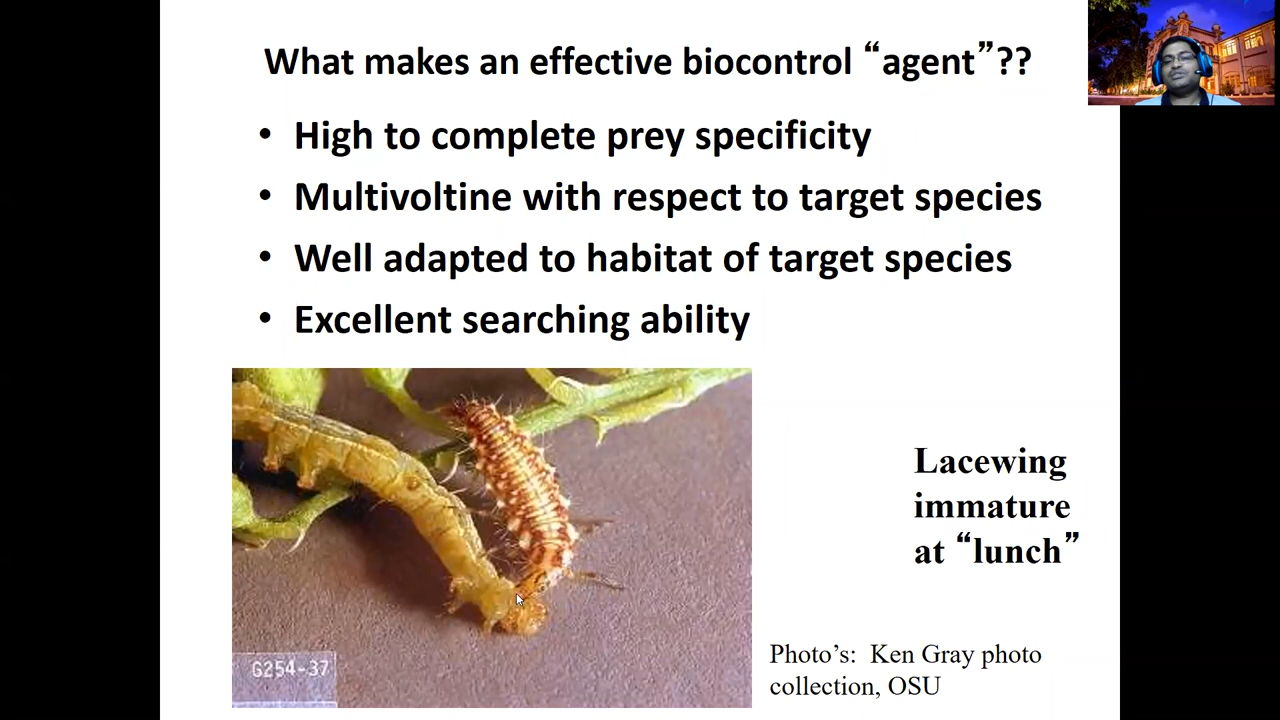 What makes an effective biocontrol “agent”??
• High to complete prey specificity
• Multivoltine with respect to target species
• Well adapted to habitat of target species
• Excellent searching ability
Lacewing
immature
at “lunch”
G254-37
Photo’s: Ken Gray photo
collection, OSU